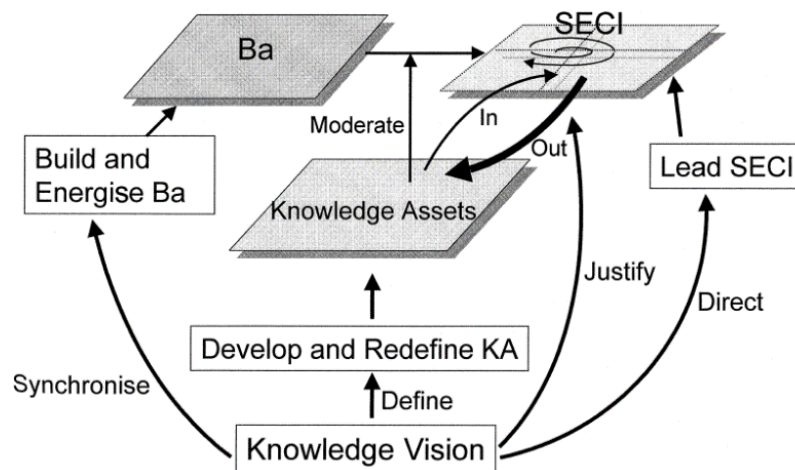 Ba
SECI
Moderate
In
Out
Build and
Energise Ba
Lead SECI
Knowledge Assets
Justify
Direct
Develop and Redefine KA
Synchronise
Define
Knowledge Vision